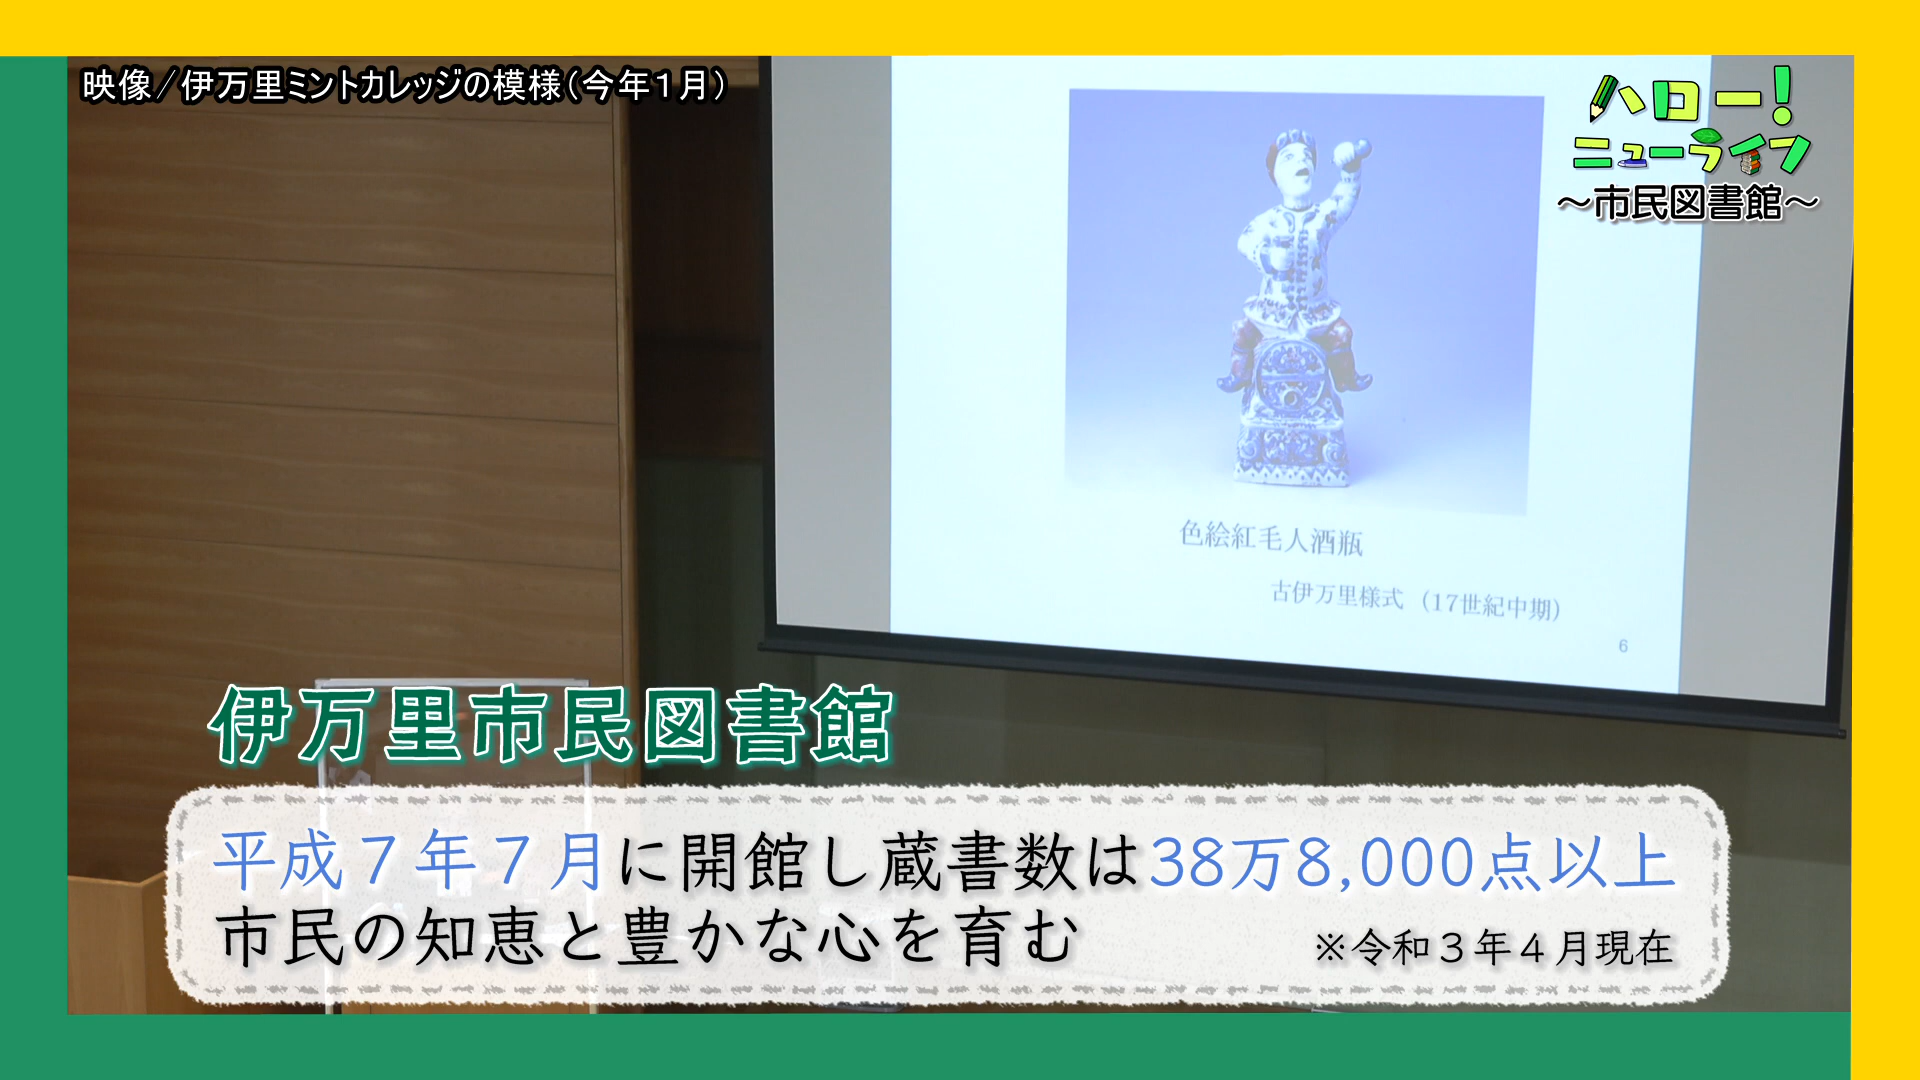 映像／伊万里ミントカレッジの模様（今年１月）
ハロー！
ニューライフ
～市民図書館～
色絵紅毛人酒瓶
古伊万里様式（17世紀中期）
6
伊万里市民図書館
平成７年７月に開館し蔵書数は38万8,000点以上
市民の知恵と豊かな心を育む
※令和３年４月現在